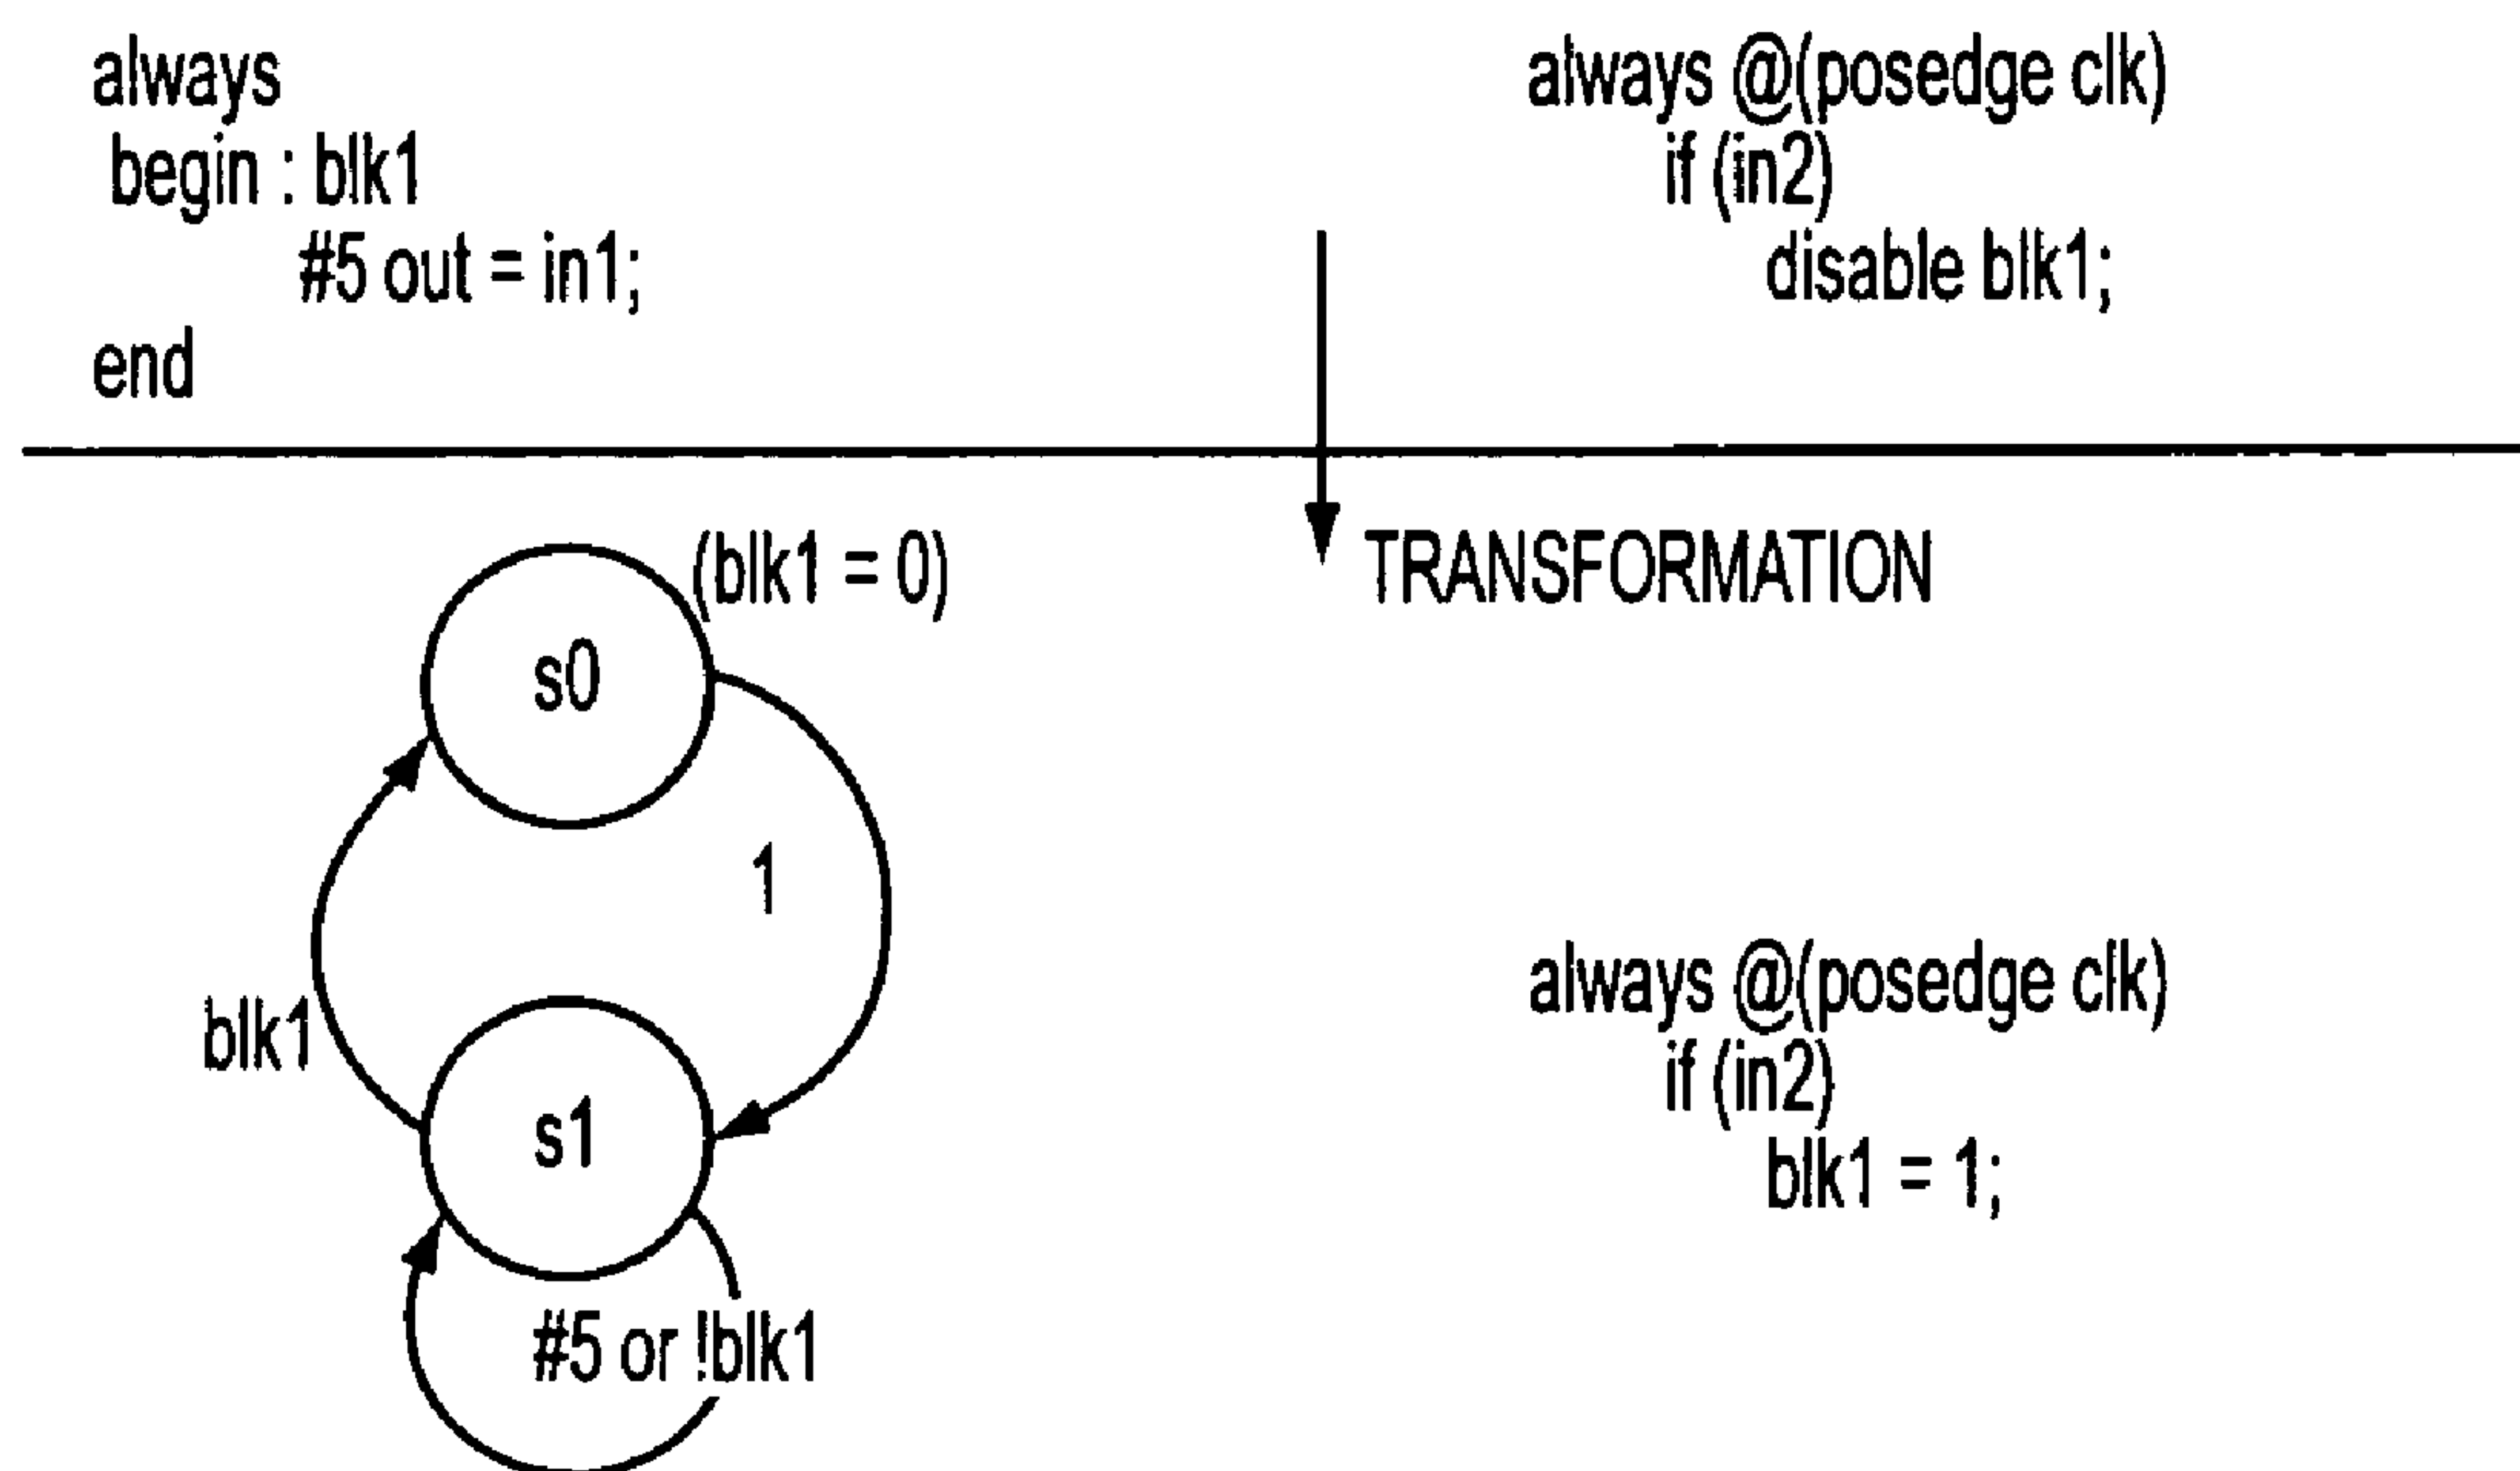 always
begin : blk1
#5 out = in1;
end
always @(posedge clk)
if (in2)
disable blk1;
TRANSFORMATION
(blk1 = 0)
s0
1
blk1
s1
#5 or !blk1
always @(posedge clk)
if (in2)
blk1 = 1;